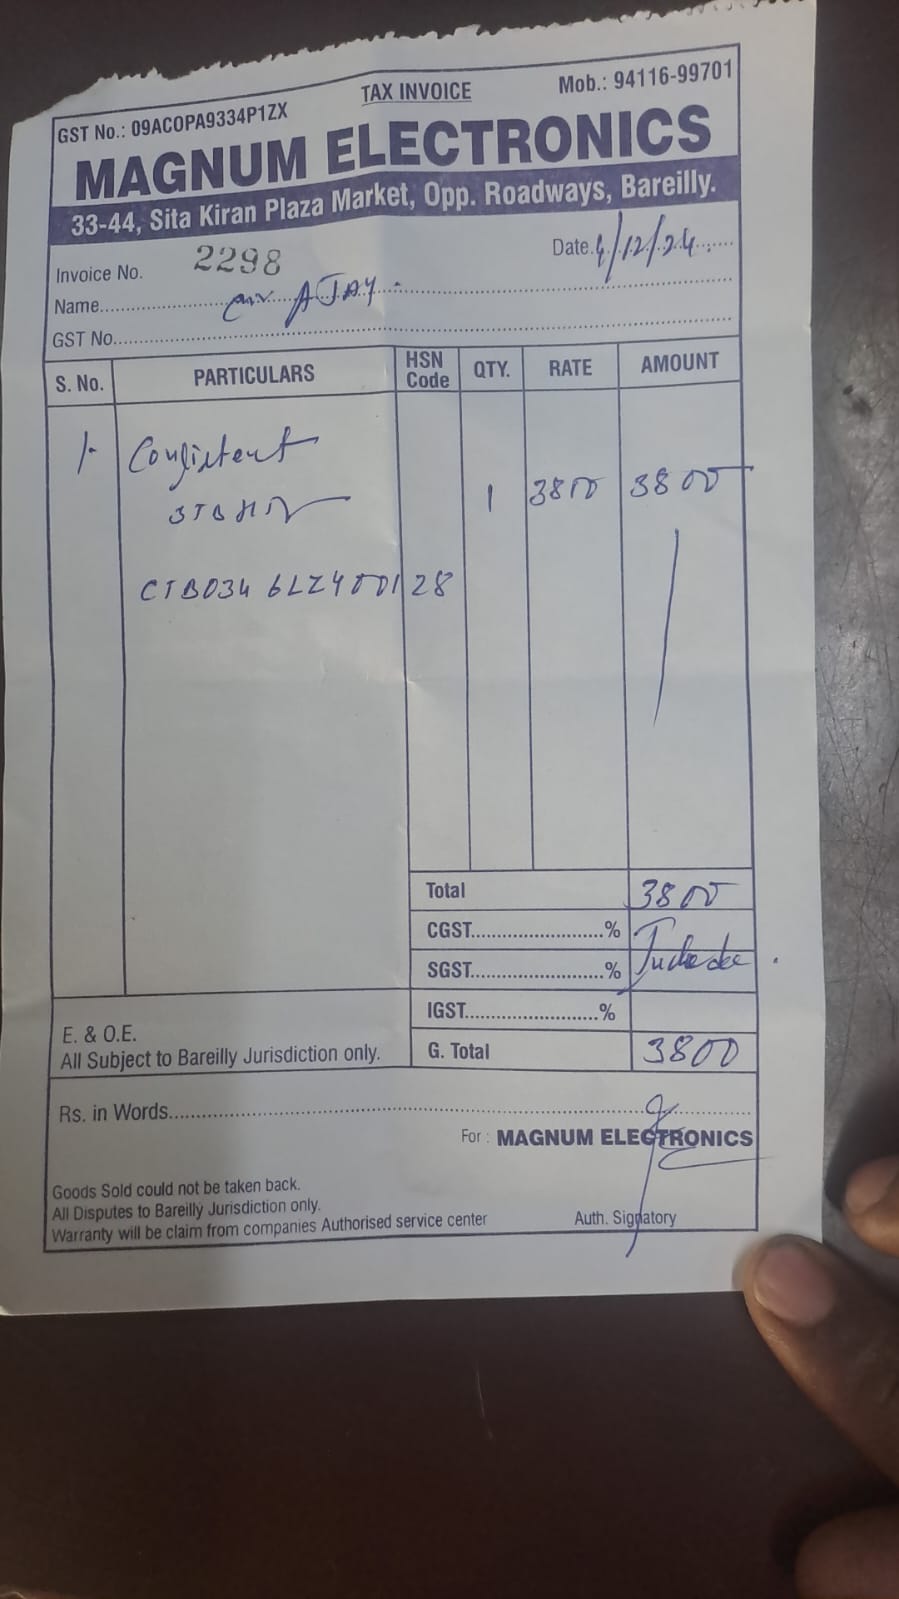 TAX INVOICE
GST No.: 09ACOPA9334P1ZX Mob.: 94116-99701
MAGNUM ELECTRONICS
33-44, Sita Kiran Plaza Market, Opp. Roadways, Bareilly.
Invoice No. 2298 Date. 4/12/24
Name. AJAY
GST No.
S. No. PARTICULARS HSN Code QTY. RATE AMOUNT
1. Consistent 1 3800 3800
CTB034 6LZ400128
Total 3800
CGST %
SGST %
IGST %
G. Total 3800
E. & O.E.
All Subject to Bareilly Jurisdiction only.
Rs. in Words
For : MAGNUM ELECTRONICS
Goods Sold could not be taken back.
All Disputes to Bareilly Jurisdiction only.
Warranty will be claim from companies Authorised service center
Auth. Signatory